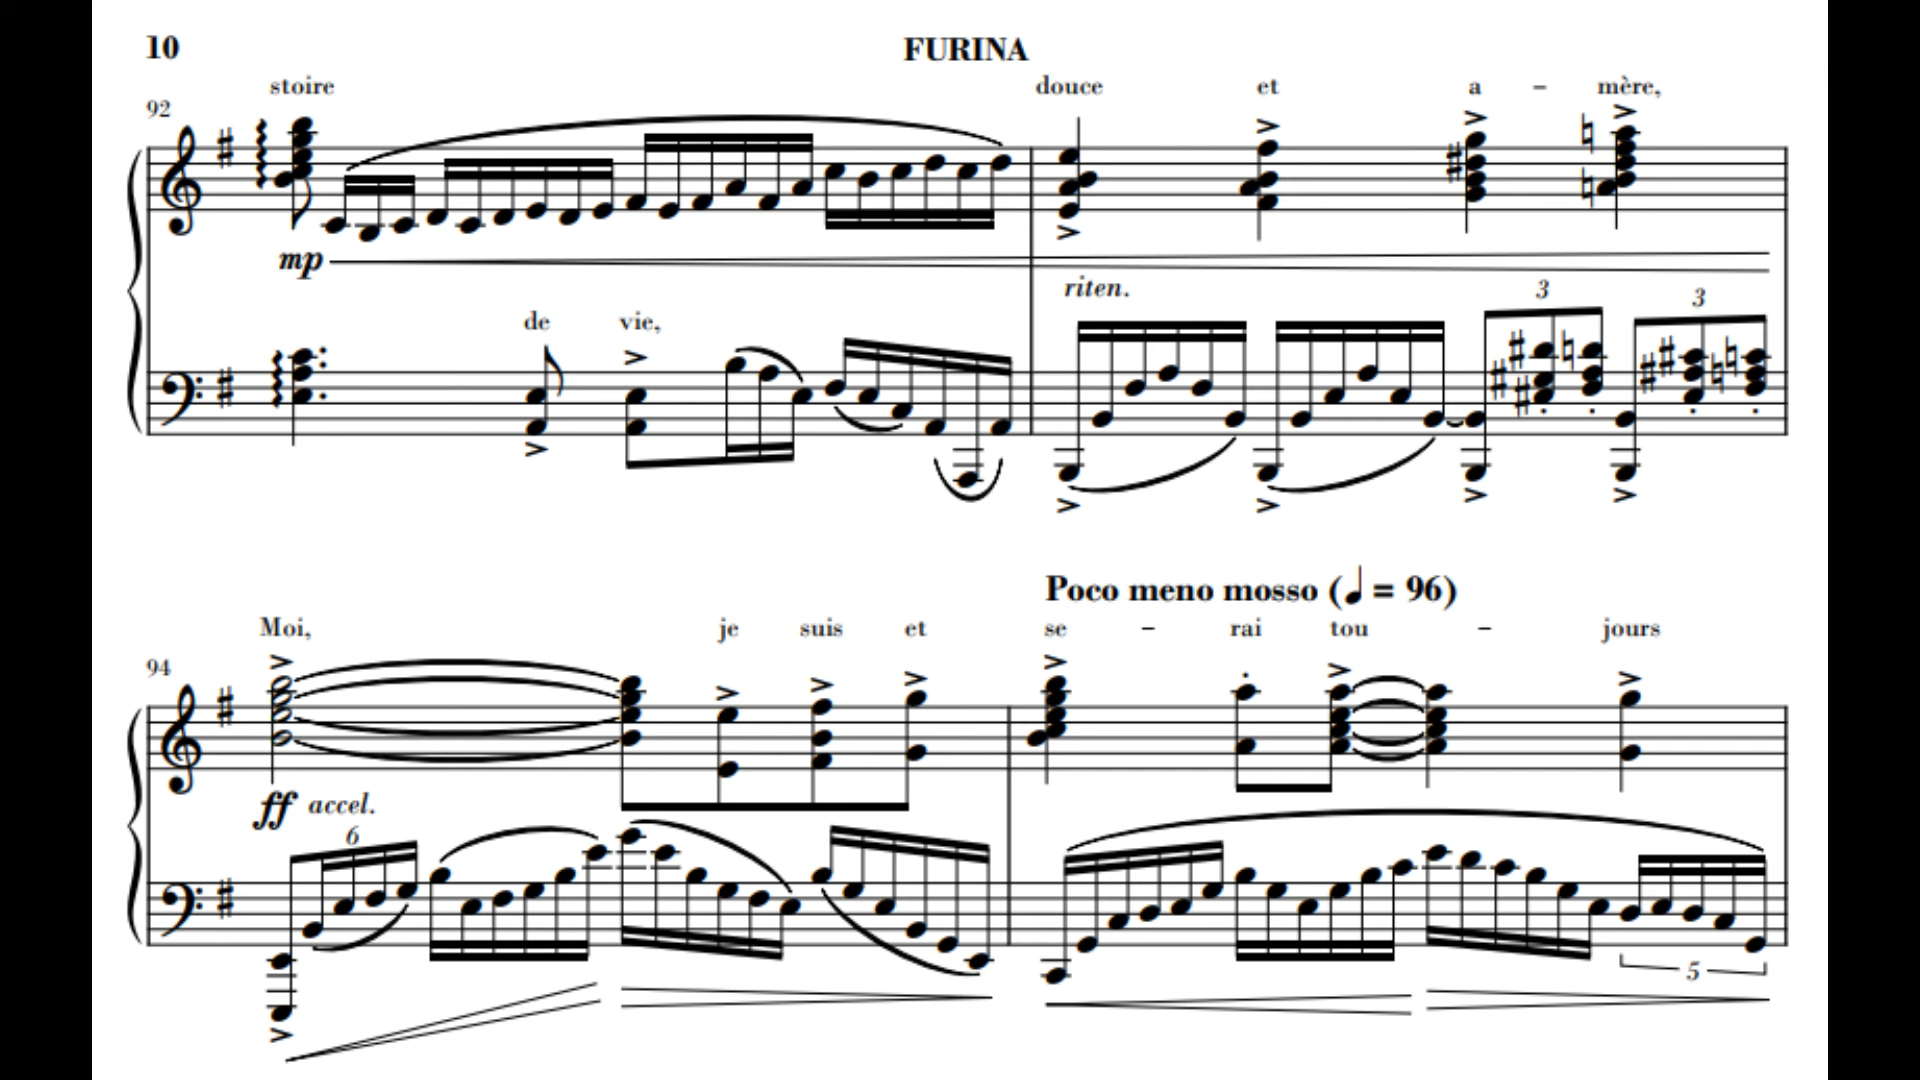 10 FURINA
stoire douce et a - mère,
92
mp
riten.
de vie,
3 3
Poco meno mosso (♩ = 96)
Moi, je suis et se - rai tou - jours
94
ff accel.
6
5